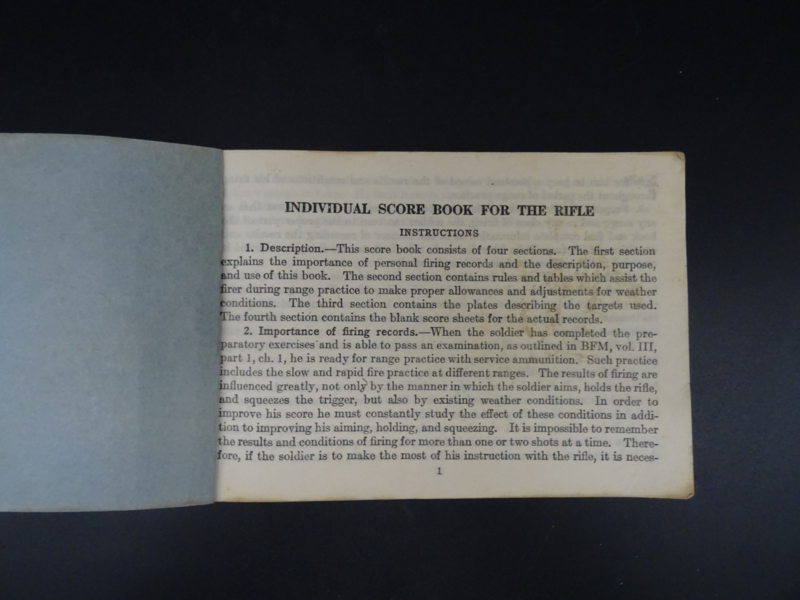 INDIVIDUAL SCORE BOOK FOR THE RIFLE
INSTRUCTIONS
1. Description.—This score book consists of four sections. The first section
explains the importance of personal firing records and the description, purpose,
and use of this book. The second section contains rules and tables which assist the
firer during range practice to make proper allowances and adjustments for weather
conditions. The third section contains the plates describing the targets used.
The fourth section contains the blank score sheets for the actual records.
2. Importance of firing records.—When the soldier has completed the pre-
paratory exercises and is able to pass an examination, as outlined in BFM, vol. III,
part 1, ch. 1, he is ready for range practice with service ammunition. Such practice
includes the slow and rapid fire practice at different ranges. The results of firing are
influenced greatly, not only by the manner in which the soldier aims, holds the rifle,
and squeezes the trigger, but also by existing weather conditions. In order to
improve his score he must constantly study the effect of these conditions in addi-
tion to improving his aiming, holding, and squeezing. It is impossible to remember
the results and conditions of firing for more than one or two shots at a time. There-
fore, if the soldier is to make the most of his instruction with the rifle, it is neces-
1